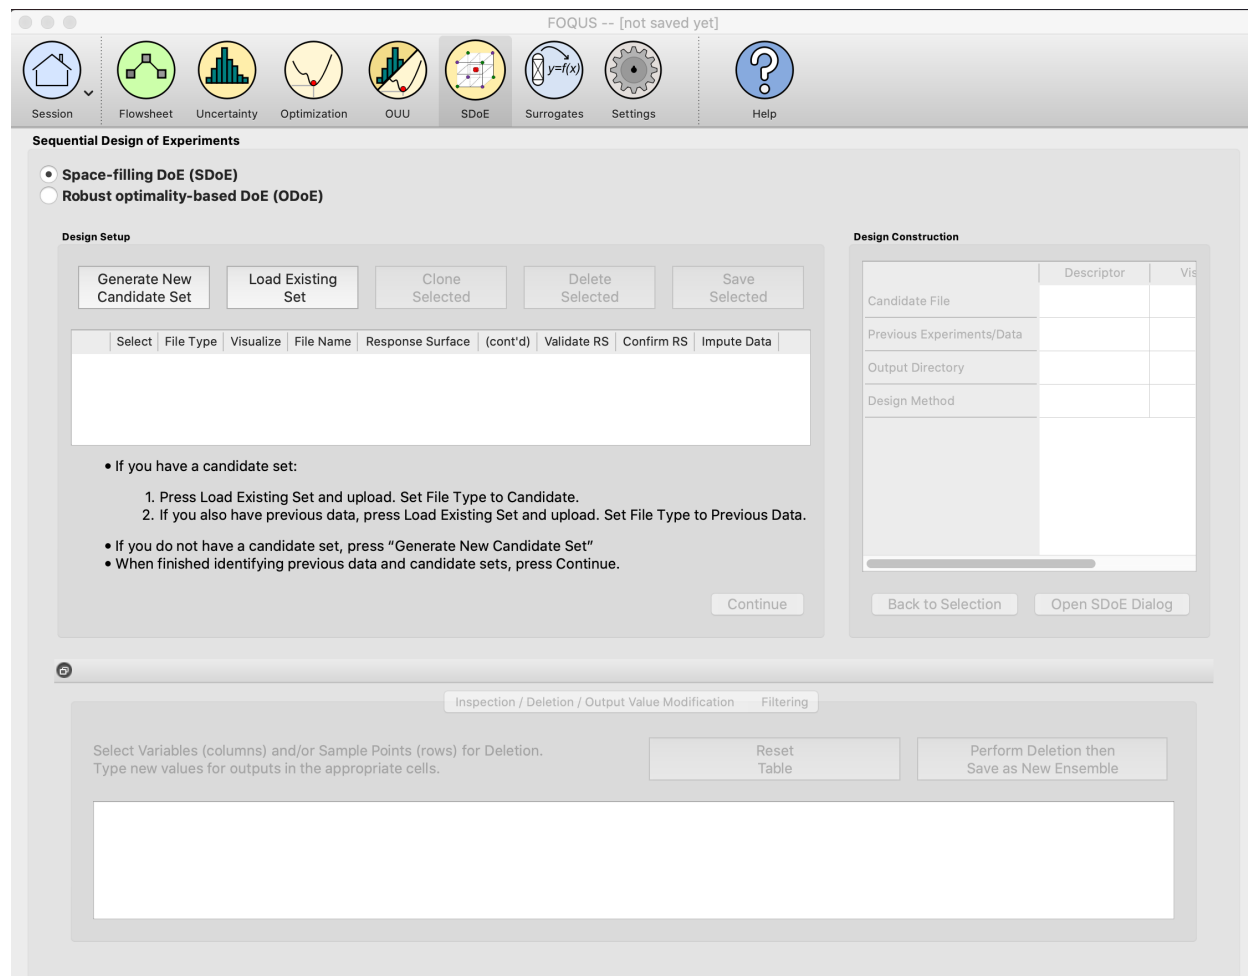 FOQUS -- [not saved yet]
y=f(x)
Session
Flowsheet
Uncertainty
Optimization
OUU
SDoE
Surrogates
Settings
Help
Sequential Design of Experiments
Space-filling DoE (SDoE)
Robust optimality-based DoE (ODoE)
Design Setup
Generate New
Candidate Set
Load Existing
Set
Clone
Selected
Delete
Selected
Save
Selected
Select File Type Visualize File Name Response Surface (cont'd) Validate RS Confirm RS Impute Data
• If you have a candidate set:
1. Press Load Existing Set and upload. Set File Type to Candidate.
2. If you also have previous data, press Load Existing Set and upload. Set File Type to Previous Data.
• If you do not have a candidate set, press “Generate New Candidate Set”
• When finished identifying previous data and candidate sets, press Continue.
Continue
Design Construction
Descriptor Vis
Candidate File
Previous Experiments/Data
Output Directory
Design Method
Back to Selection
Open SDoE Dialog
Inspection / Deletion / Output Value Modification
Filtering
Select Variables (columns) and/or Sample Points (rows) for Deletion.
Type new values for outputs in the appropriate cells.
Reset
Table
Perform Deletion then
Save as New Ensemble